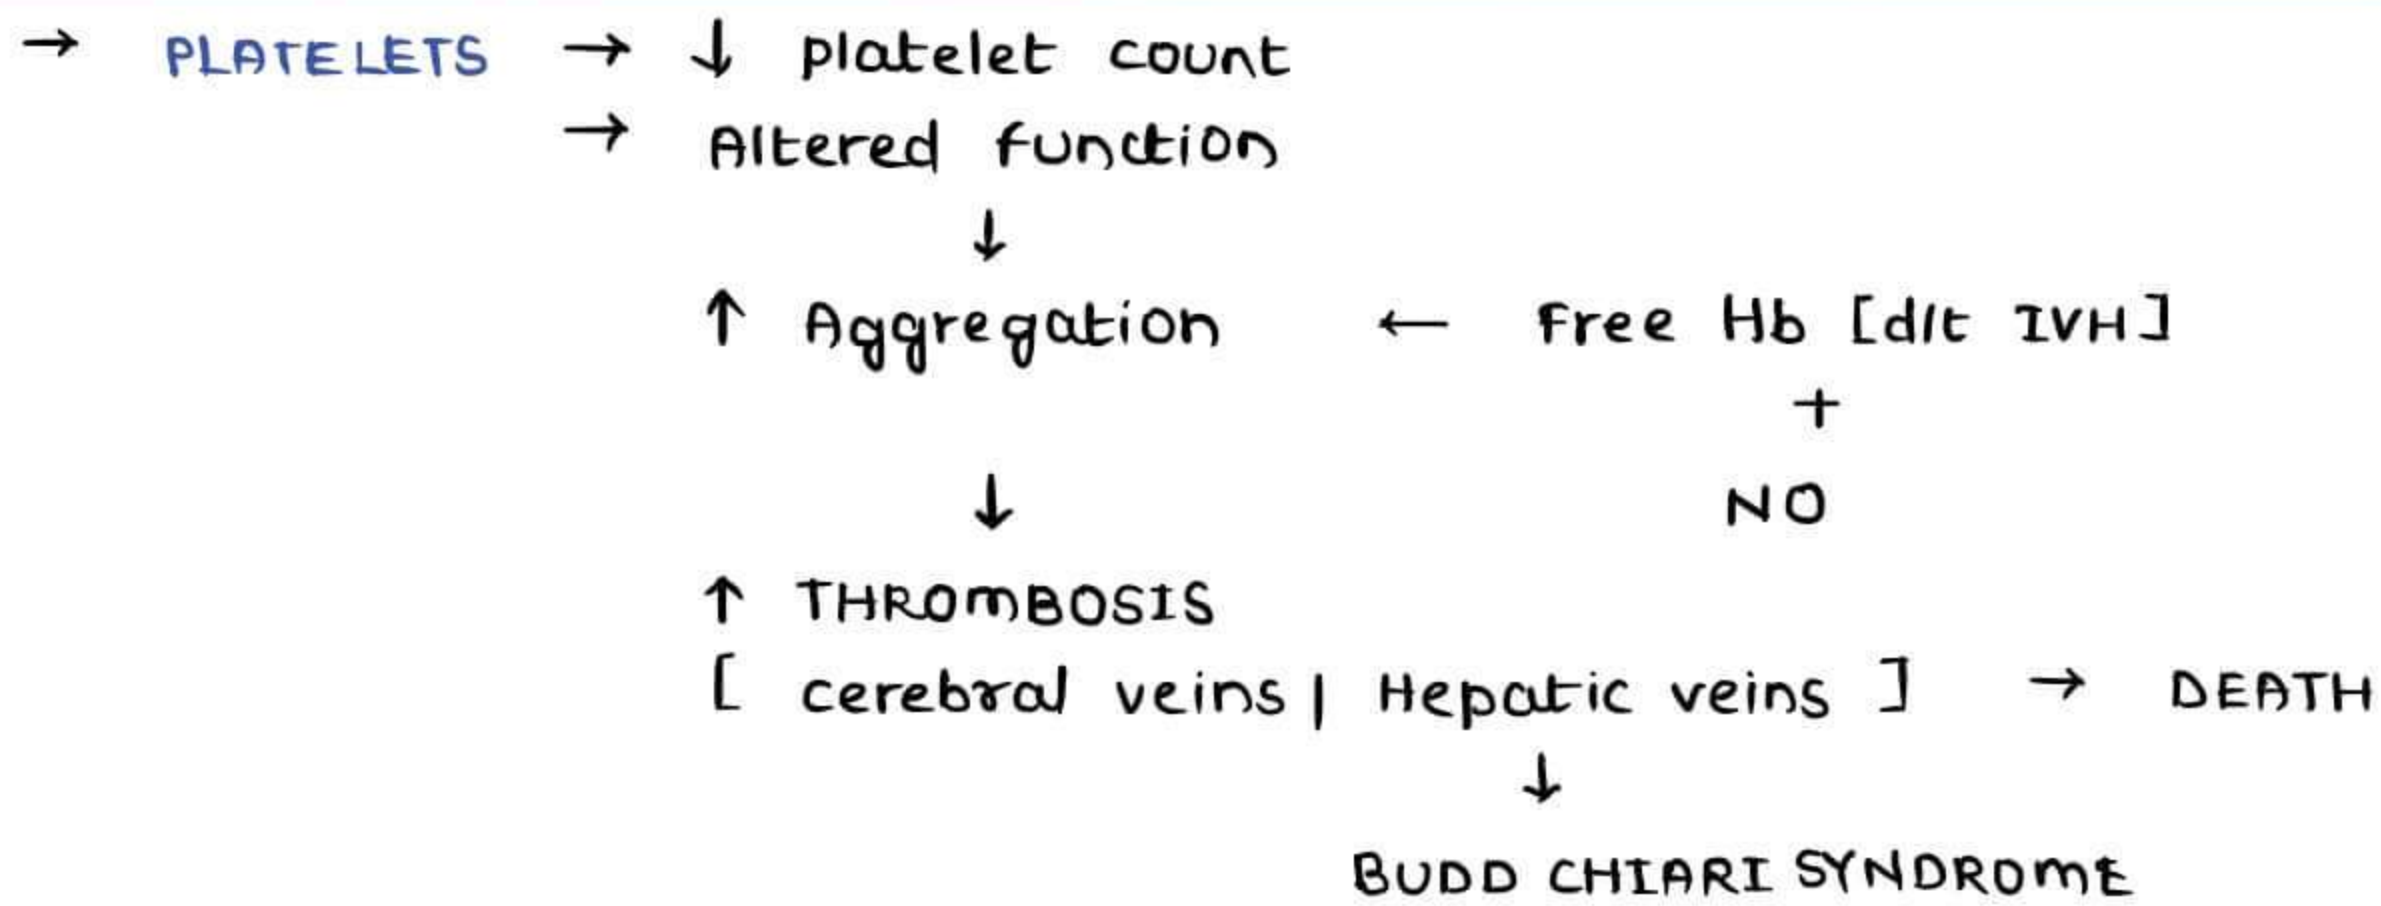 → PLATELETS → ↓ platelet count
→ Altered function
↓
↑ Aggregation ← Free Hb [d/t IVH]
+
↓ NO
↑ THROMBOSIS
[ cerebral veins | Hepatic veins ] → DEATH
↓
BUDD CHIARI SYNDROME